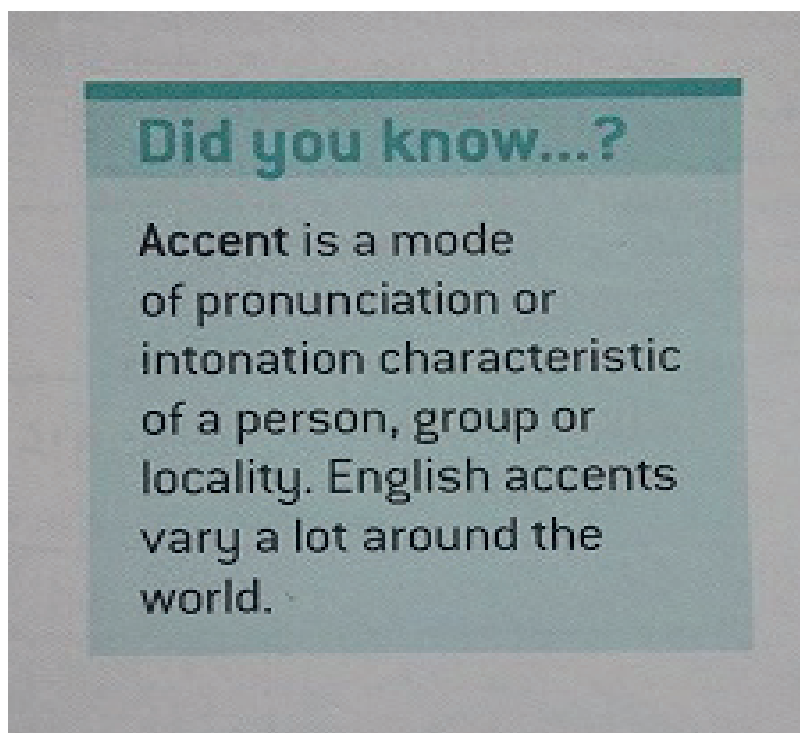 Did you know...?
Accent is a mode
of pronunciation or
intonation characteristic
of a person, group or
locality. English accents
vary a lot around the
world.